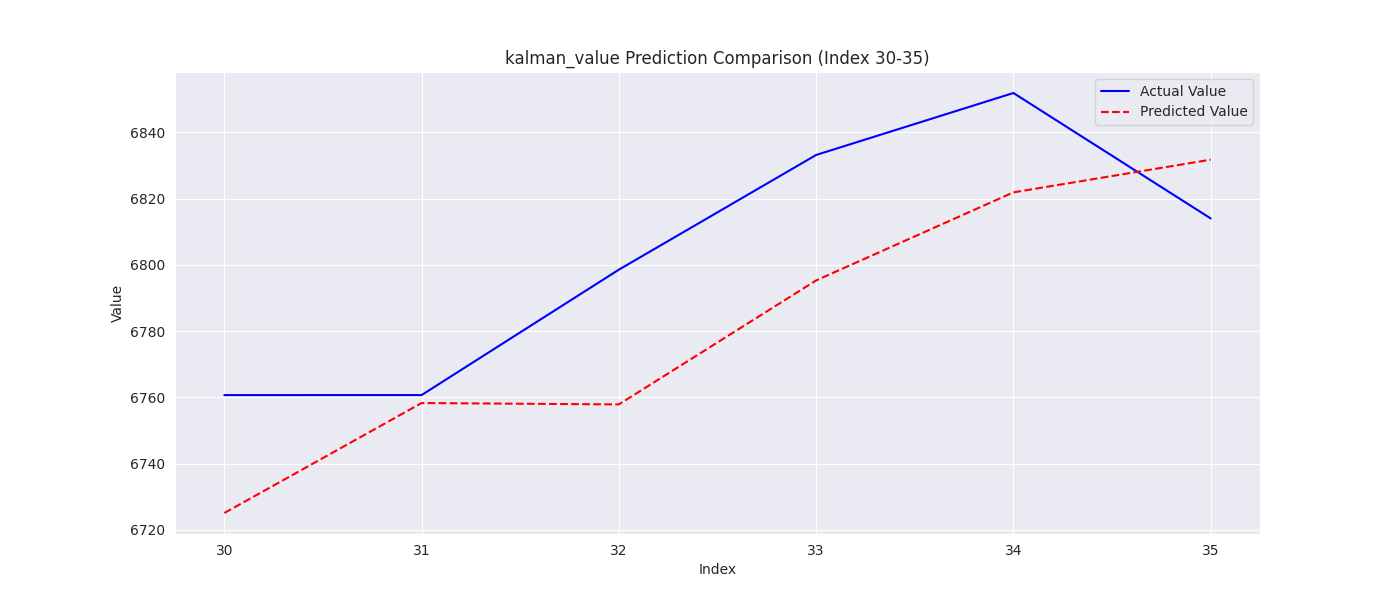 kalman_value Prediction Comparison (Index 30-35)
Actual Value
Predicted Value
6840
6820
6800
6780
6760
6740
6720
Value
30 31 32 33 34 35
Index